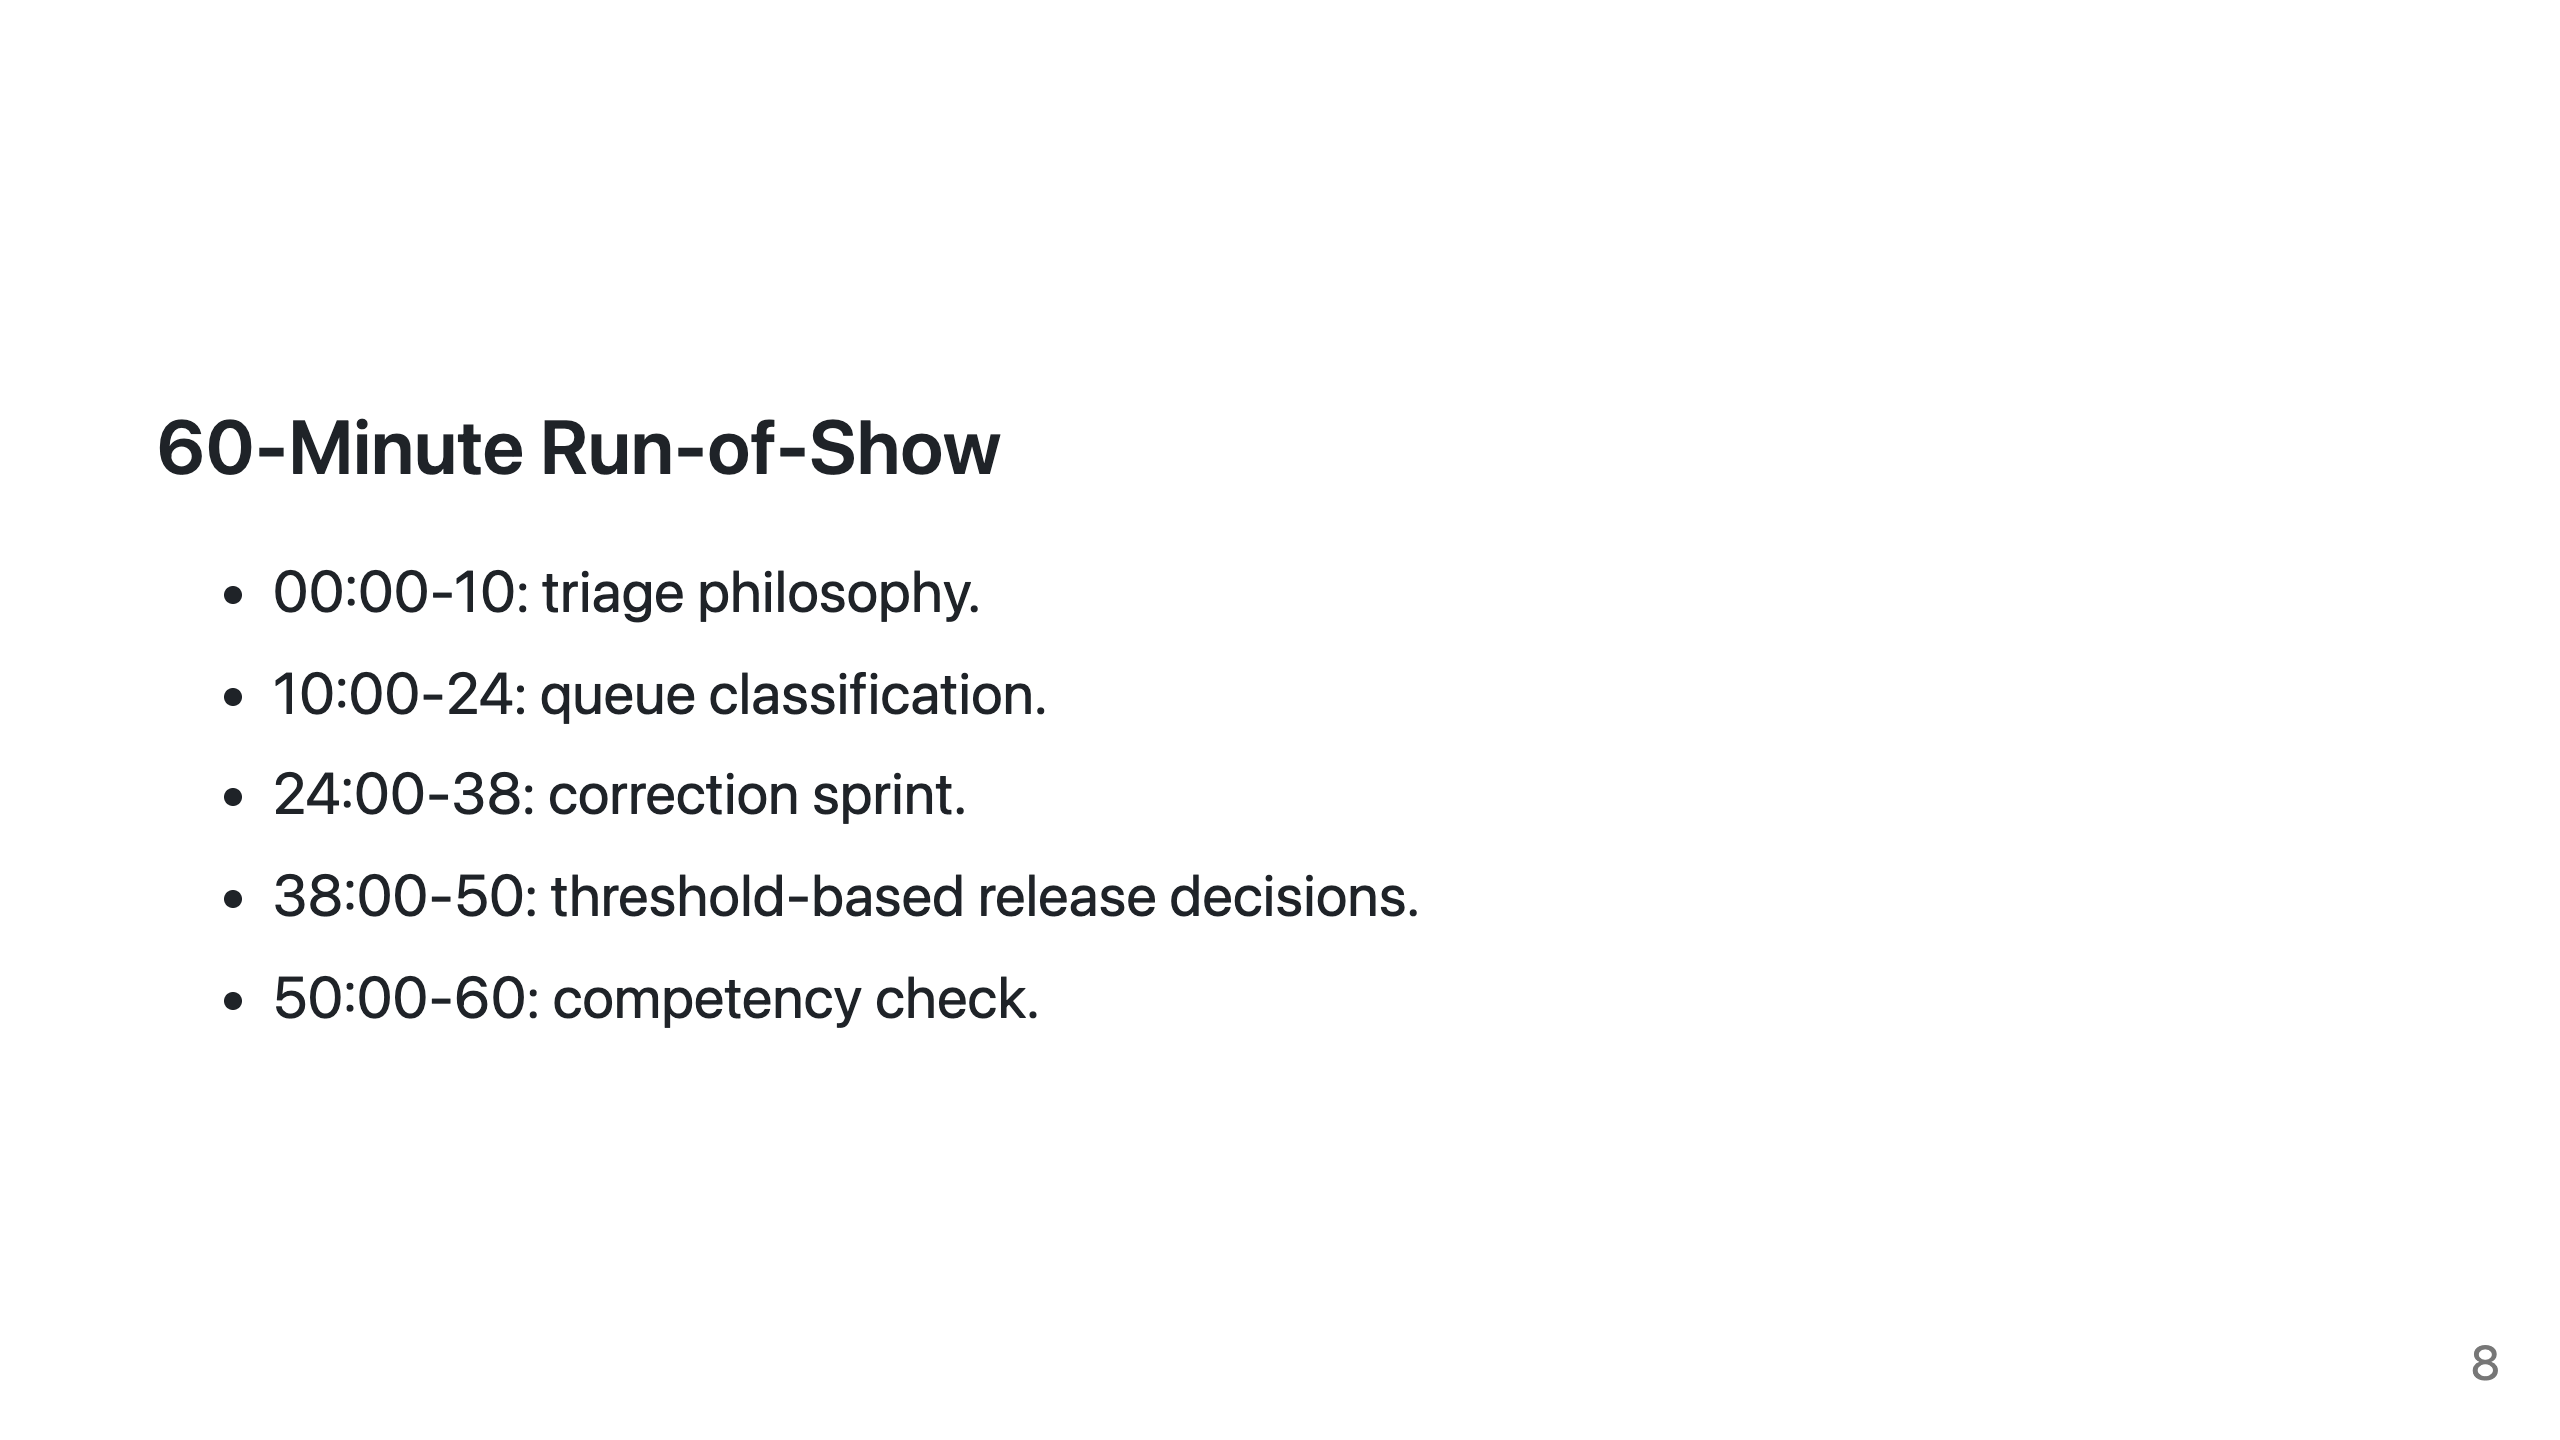 60-Minute Run-of-Show
• 00:00-10: triage philosophy.
• 10:00-24: queue classification.
• 24:00-38: correction sprint.
• 38:00-50: threshold-based release decisions.
• 50:00-60: competency check.
8